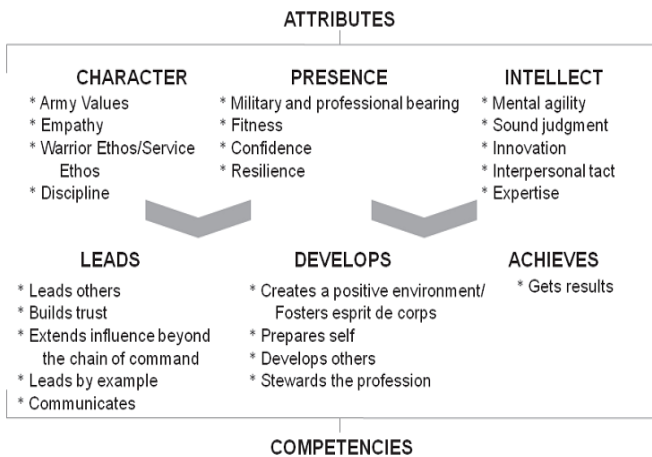 ATTRIBUTES
CHARACTER
* Army Values
* Empathy
* Warrior Ethos/Service
Ethos
* Discipline
PRESENCE
* Military and professional bearing
* Fitness
* Confidence
* Resilience
INTELLECT
* Mental agility
* Sound judgment
* Innovation
* Interpersonal tact
* Expertise
LEADS
* Leads others
* Builds trust
* Extends influence beyond
the chain of command
* Leads by example
* Communicates
DEVELOPS
* Creates a positive environment/
Fosters esprit de corps
* Prepares self
* Develops others
* Stewards the profession
ACHIEVES
* Gets results
COMPETENCIES